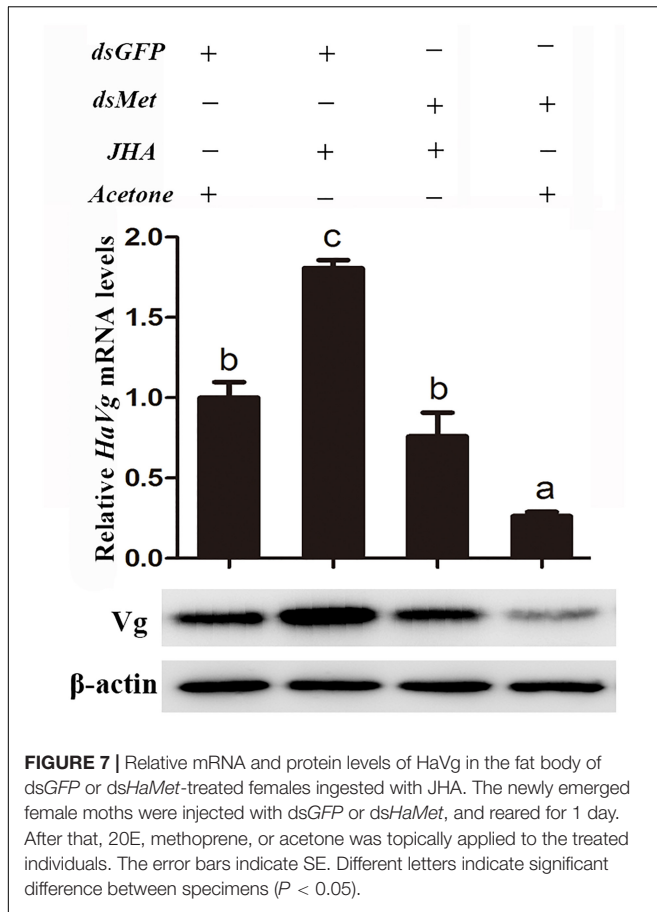 dsGFP + + – –
dsMet – – + +
JHA – + + –
Acetone + – – +
Relative HaVg mRNA levels
2.0
1.5
1.0
0.5
0.0
b
c
b
a
Vg
β-actin
FIGURE 7 | Relative mRNA and protein levels of HaVg in the fat body of
dsGFP or dsHaMet-treated females ingested with JHA. The newly emerged
female moths were injected with dsGFP or dsHaMet, and reared for 1 day.
After that, 20E, methoprene, or acetone was topically applied to the treated
individuals. The error bars indicate SE. Different letters indicate significant
difference between specimens (P < 0.05).